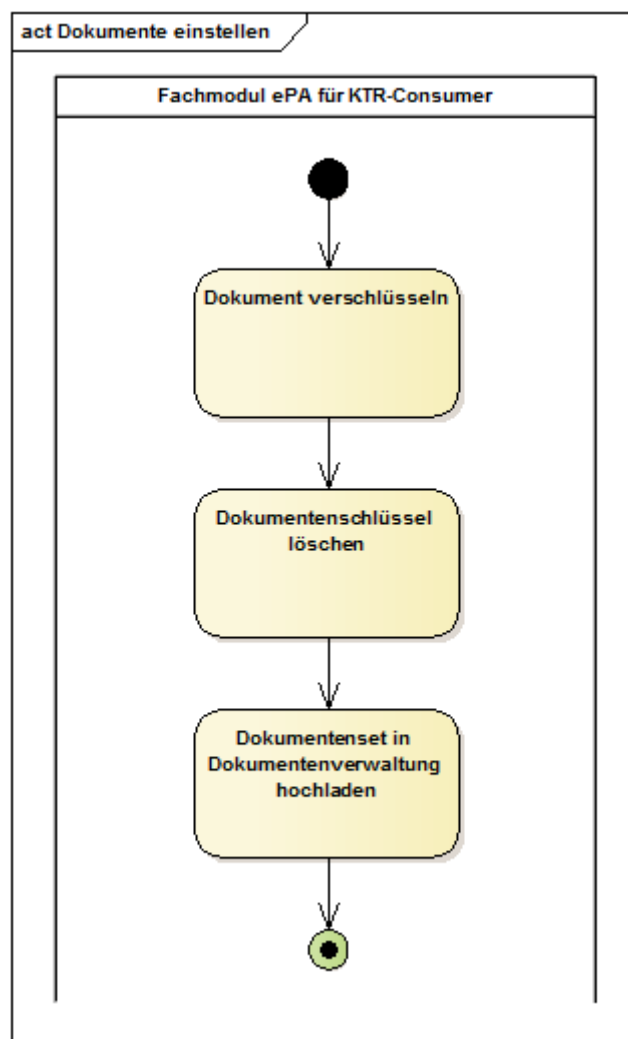 act Dokumente einstellen
Fachmodul ePA für KTR-Consumer
Dokument verschlüsseln
Dokumentenschlüssel
löschen
Dokumentenset in
Dokumentenverwaltung
hochladen